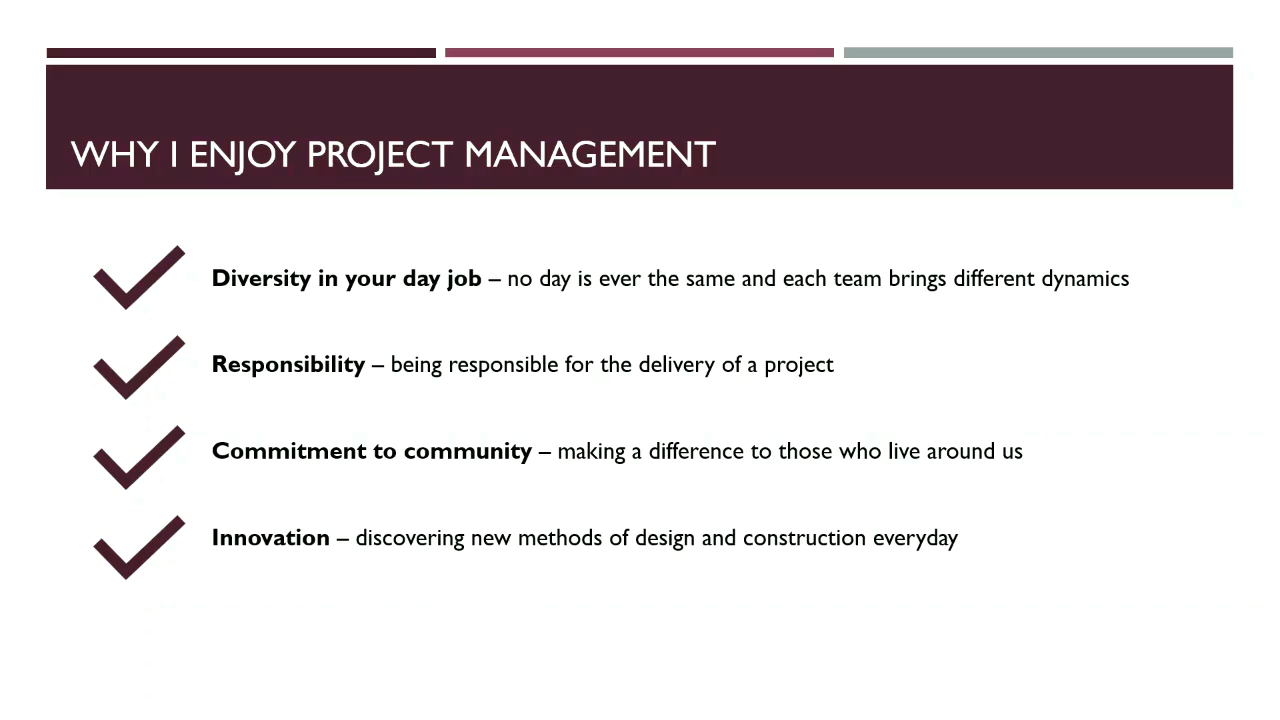 WHY I ENJOY PROJECT MANAGEMENT
Diversity in your day job – no day is ever the same and each team brings different dynamics
Responsibility – being responsible for the delivery of a project
Commitment to community – making a difference to those who live around us
Innovation – discovering new methods of design and construction everyday